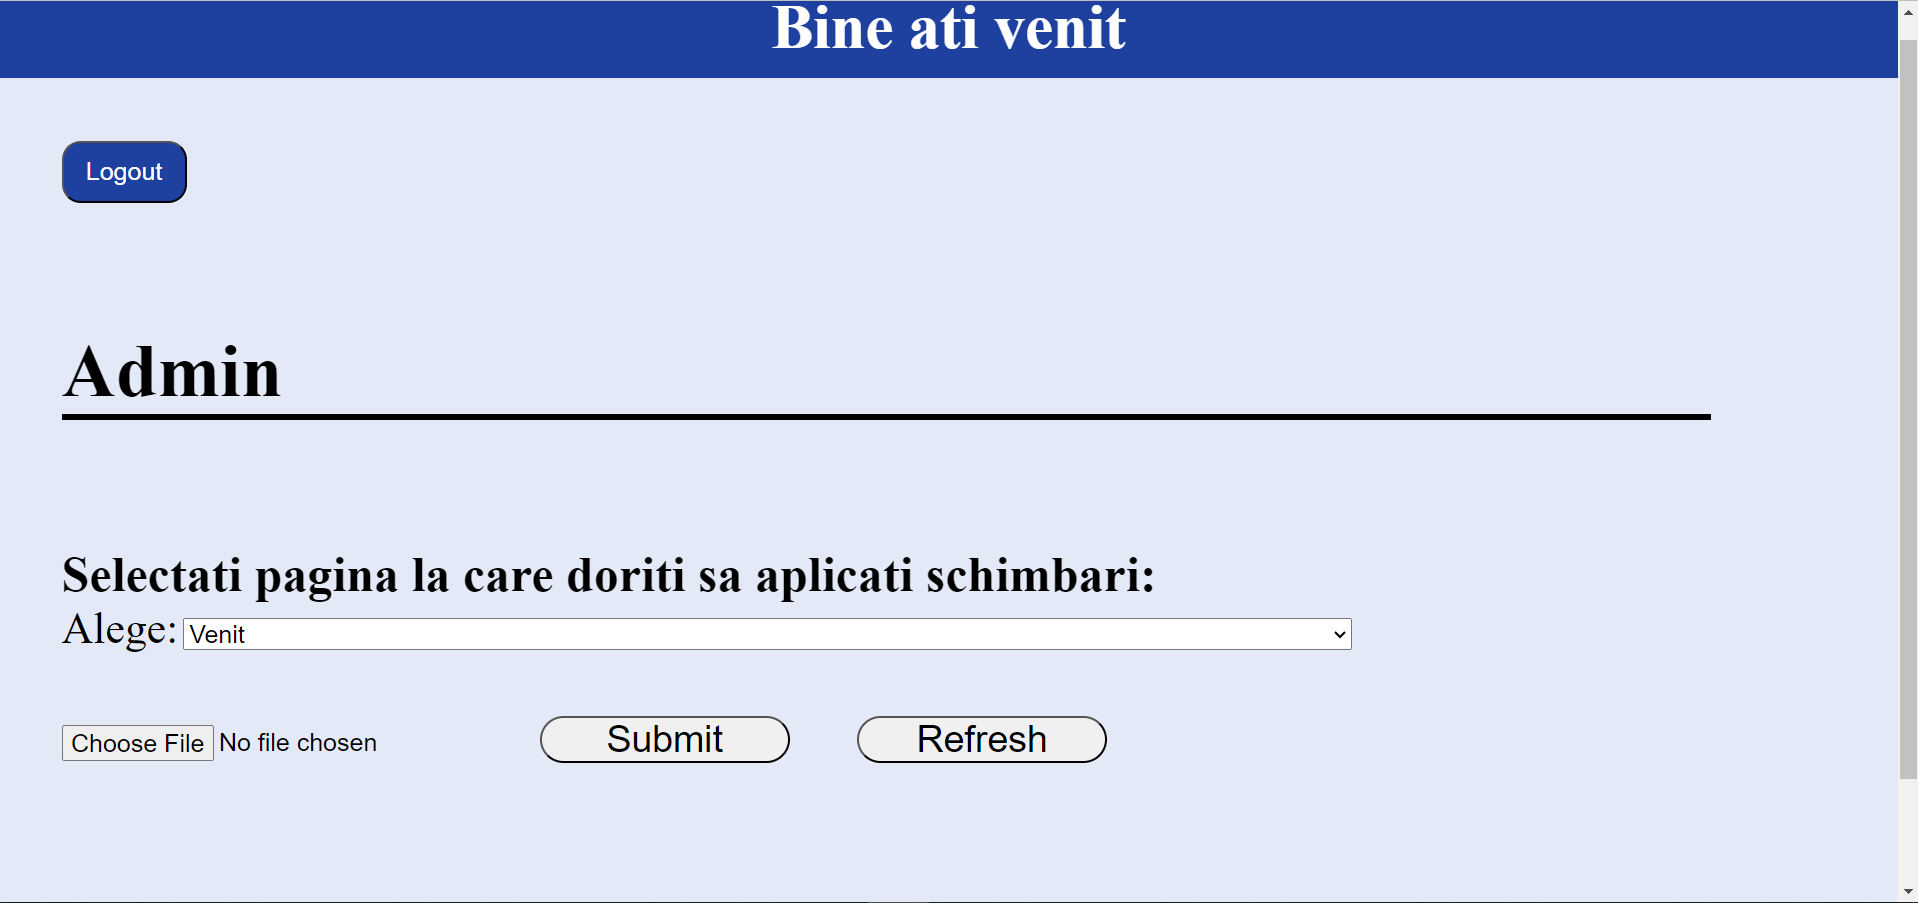 Bine ati venit
Logout
Admin
Selectati pagina la care doriti sa aplicati schimbari:
Alege: Venit
Choose File No file chosen Submit Refresh